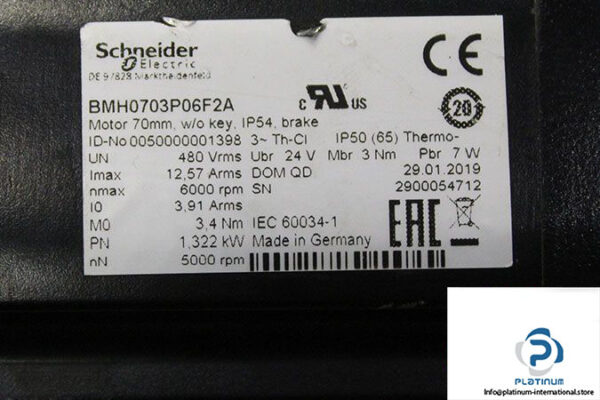 Schneider
Electric
DE 97828 Marktheidenfeld
CE
BMH0703P06F2A
c RU US
20
Motor 70mm, w/o key, IP54, brake
ID-No 0050000001398 3~ Th-Cl IP50 (65) Thermo-
UN 480 Vrms Ubr 24 V Mbr 3 Nm Pbr 7 W
Imax 12,57 Arms DOM QD 29.01.2019
nmax 6000 rpm SN 2900054712
I0 3,91 Arms
M0 3,4 Nm IEC 60034-1
EAC
PN 1,322 kW Made in Germany
nN 5000 rpm
PLATINUM
www.platinum-international.store